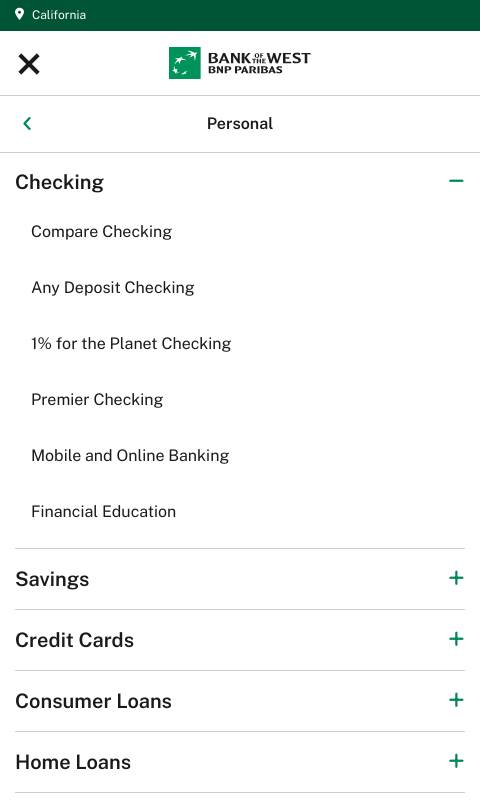 California
BANK OF THE WEST
BNP PARIBAS
Personal
Checking
Compare Checking
Any Deposit Checking
1% for the Planet Checking
Premier Checking
Mobile and Online Banking
Financial Education
Savings
Credit Cards
Consumer Loans
Home Loans